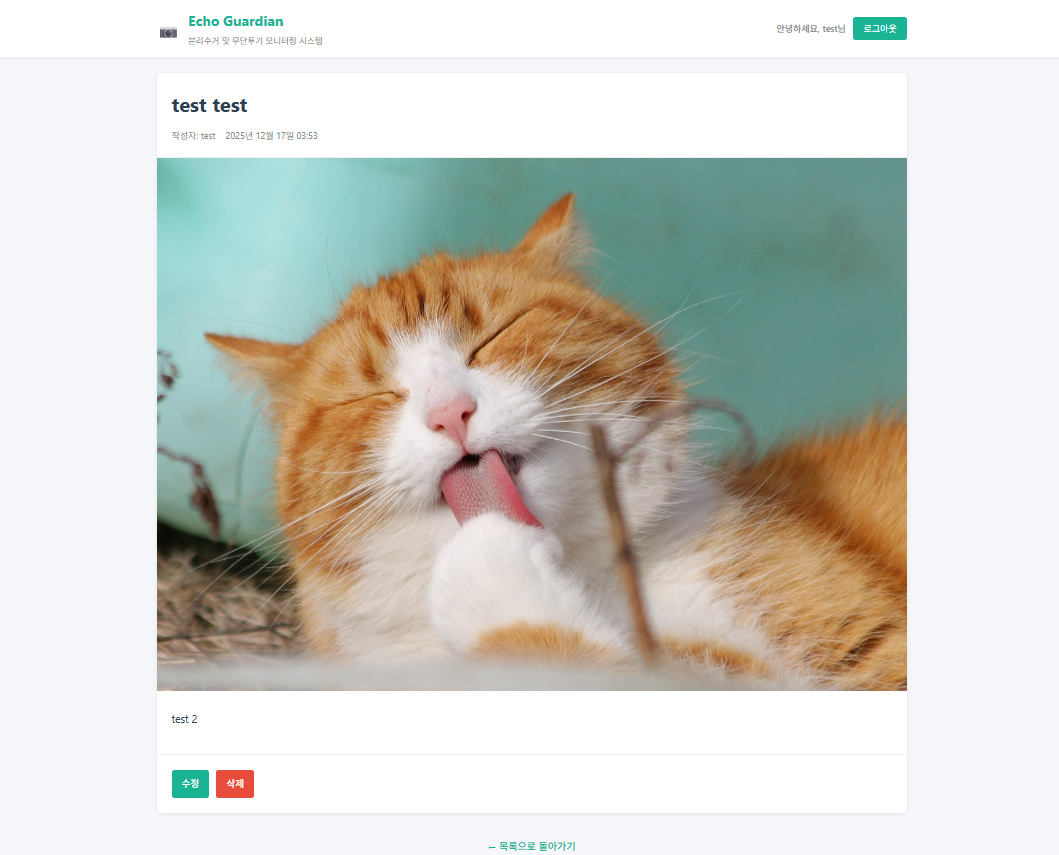 Echo Guardian
분리수거 및 무단투기 모니터링 시스템
안녕하세요, test님
로그아웃
test test
작성자: test 2025년 12월 17일 03:53
test 2
수정
삭제
← 목록으로 돌아가기